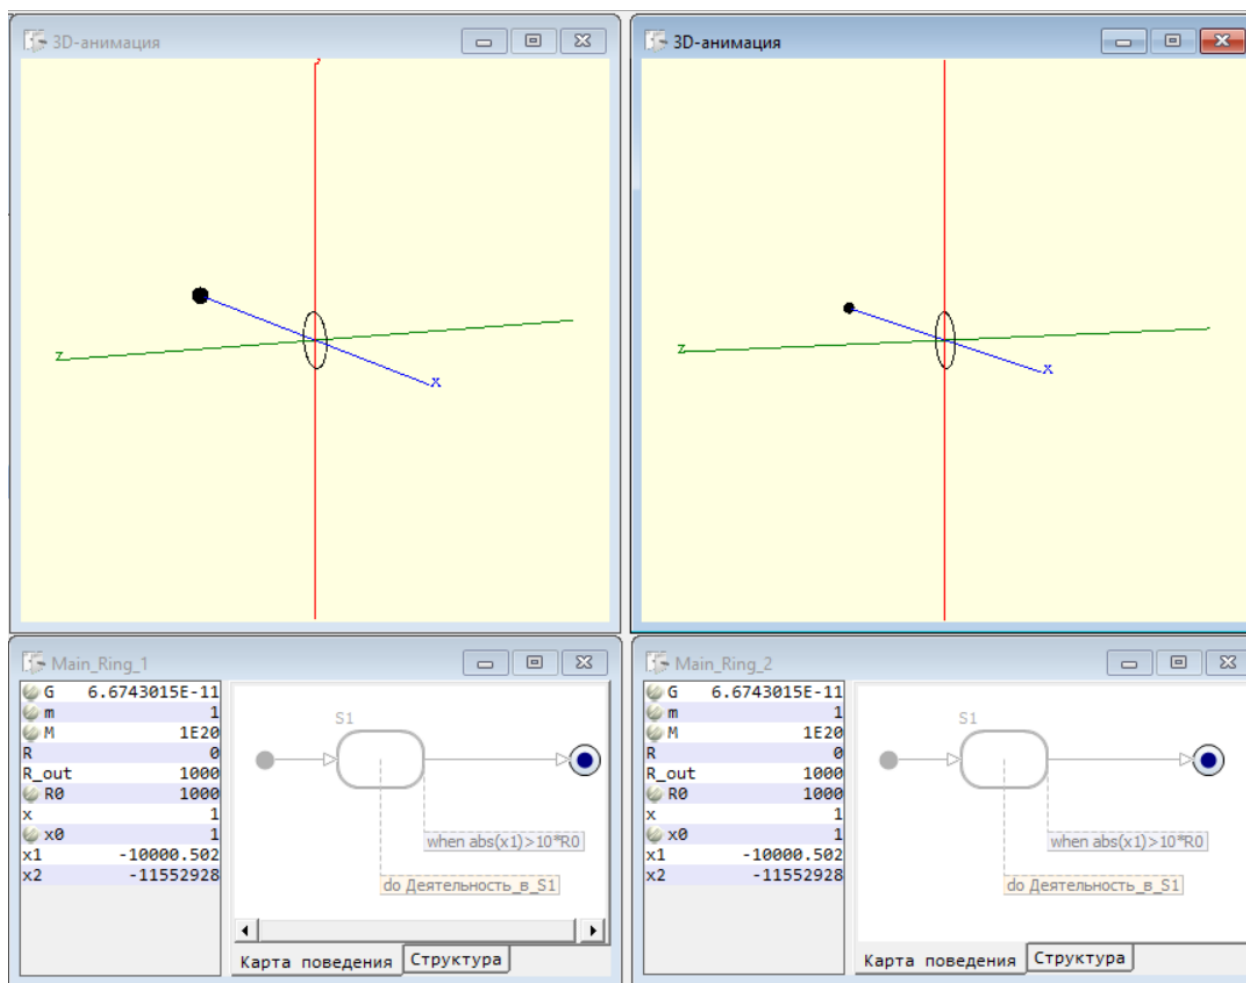 3D-анимация
z
x
3D-анимация
z
x
Main_Ring_1
G 6.6743015E-11
m 1
M 1E20
R 0
R_out 1000
R0 1000
x 1
x0 1
x1 -10000.502
x2 -11552928
S1
when abs(x1)>10*R0
do Деятельность_в_S1
Карта поведения Структура
Main_Ring_2
G 6.6743015E-11
m 1
M 1E20
R 0
R_out 1000
R0 1000
x 1
x0 1
x1 -10000.502
x2 -11552928
S1
when abs(x1)>10*R0
do Деятельность_в_S1
Карта поведения Структура